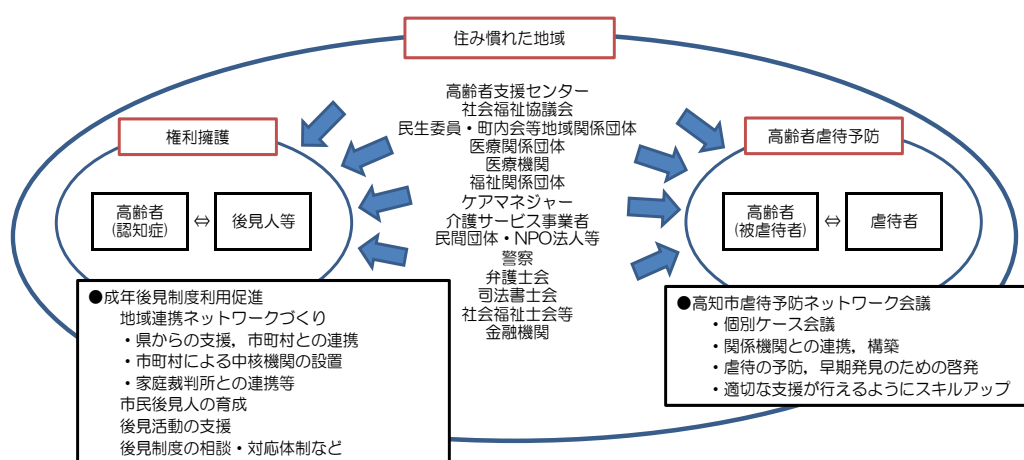 住み慣れた地域
高齢者支援センター
社会福祉協議会
民生委員・町内会等地域関係団体
医療関係団体
医療機関
福祉関係団体
ケアマネジャー
介護サービス事業者
民間団体・NPO法人等
警察
弁護士会
司法書士会
社会福祉士会等
金融機関
権利擁護
高齢者
(認知症)
⇔
後見人等
●成年後見制度利用促進
地域連携ネットワークづくり
・県からの支援，市町村との連携
・市町村による中核機関の設置
・家庭裁判所との連携等
市民後見人の育成
後見活動の支援
後見制度の相談・対応体制など
高齢者虐待予防
高齢者
(被虐待者)
⇔
虐待者
●高知市虐待予防ネットワーク会議
・個別ケース会議
・関係機関との連携，構築
・虐待の予防，早期発見のための啓発
・適切な支援が行えるようにスキルアップ